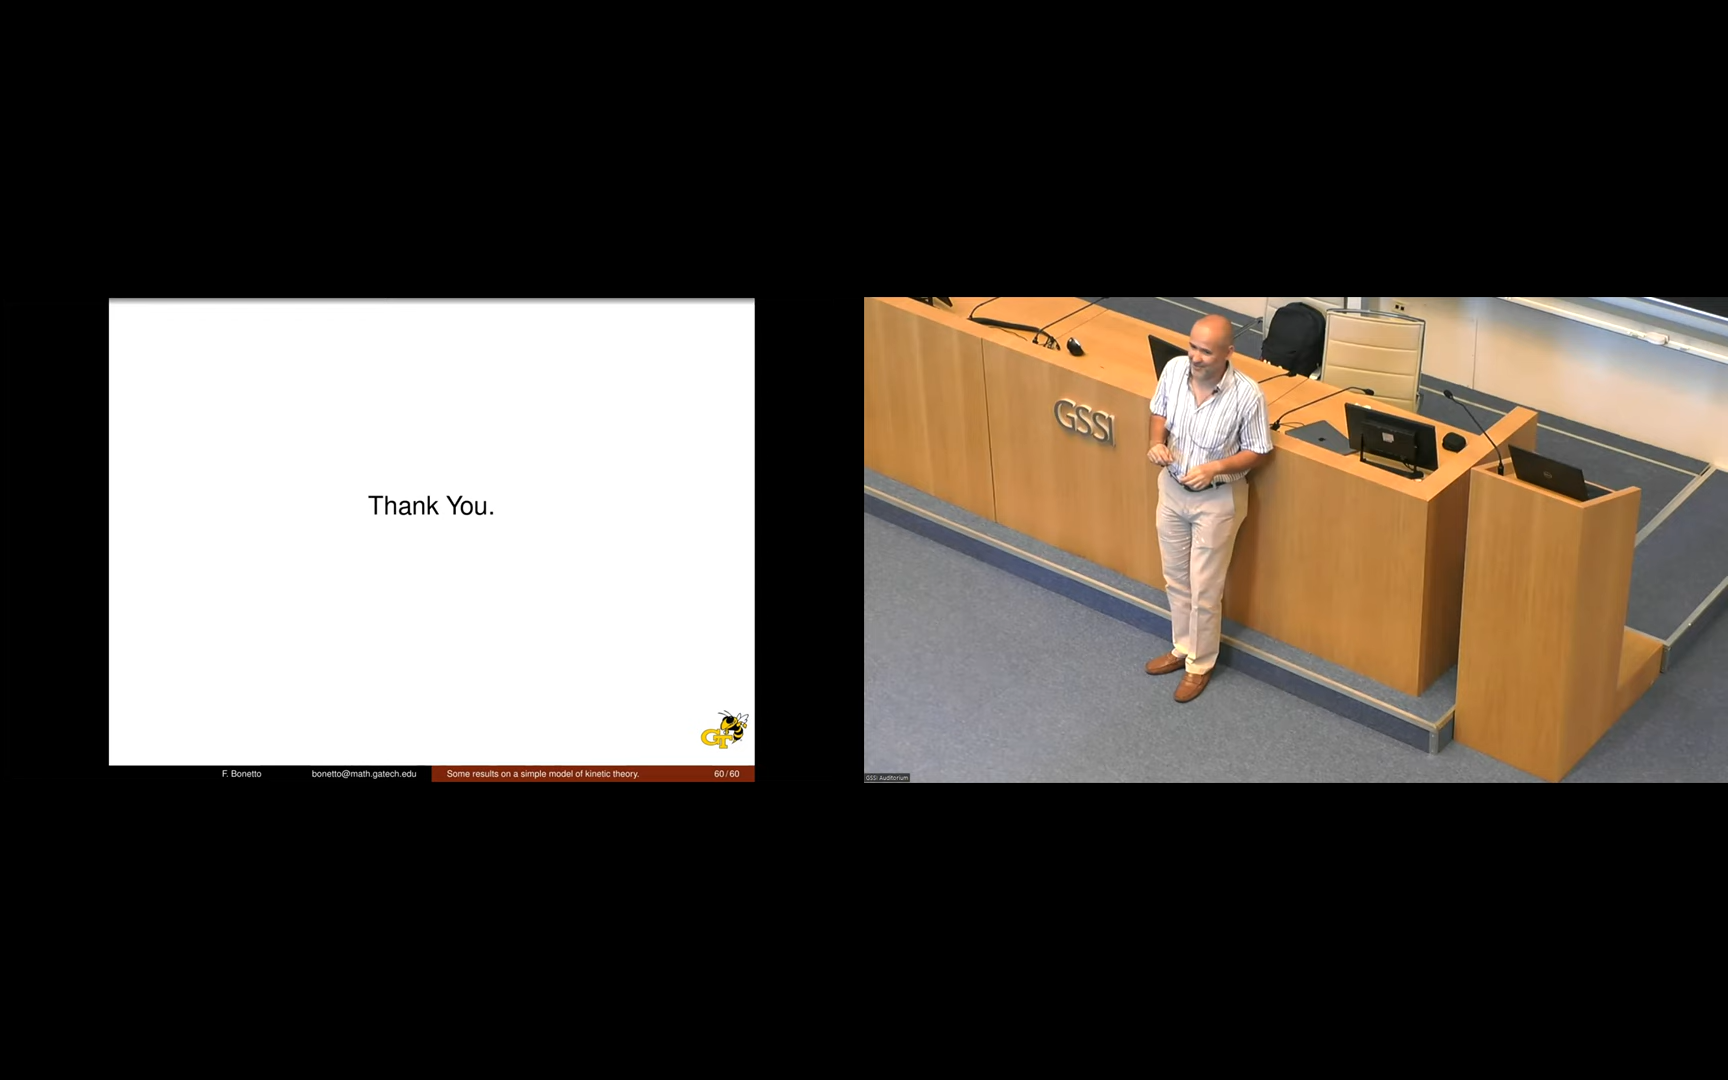 Thank You.
GT
F. Bonetto bonetto@math.gatech.edu Some results on a simple model of kinetic theory. 60/60
GSSI
GSSI Auditorium